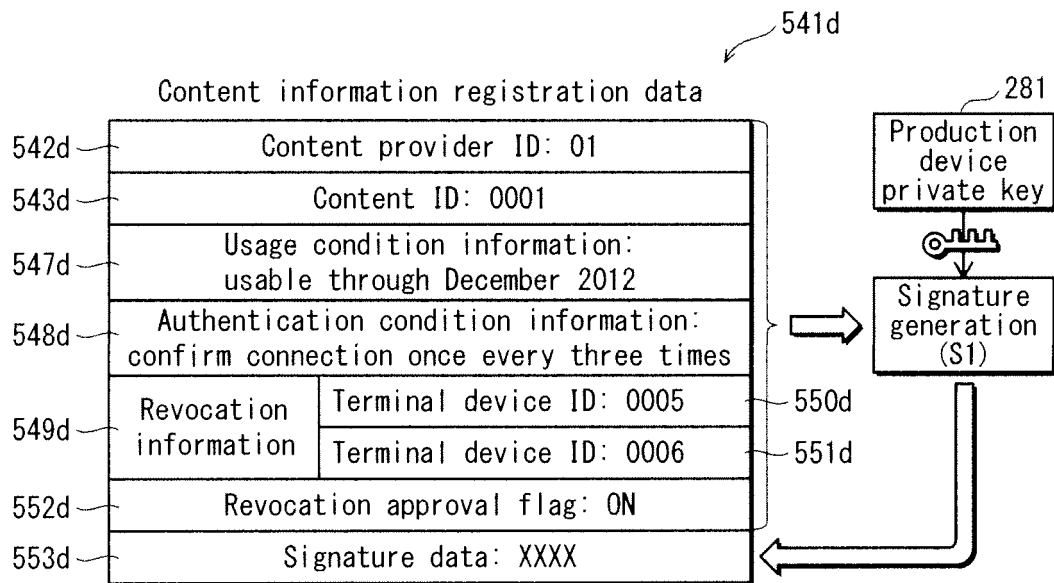 541d
Content information registration data
281
Production
device
private key
542d
Content provider ID: 01
543d
Content ID: 0001
547d
Usage condition information:
usable through December 2012
548d
Authentication condition information:
confirm connection once every three times
Signature
generation
(S1)
549d
Revocation
information
Terminal device ID: 0005
550d
Terminal device ID: 0006
551d
552d
Revocation approval flag: ON
553d
Signature data: XXXX